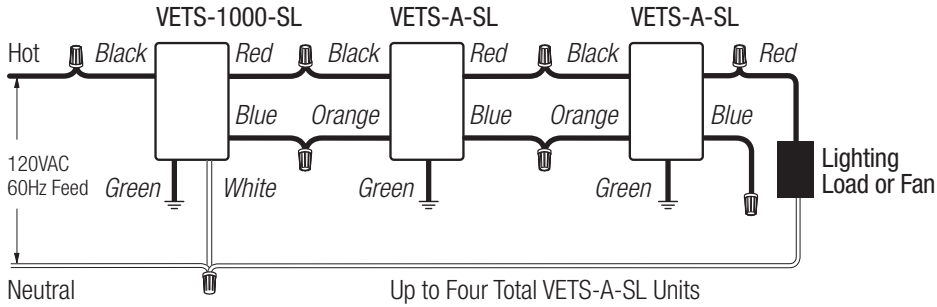 VETS-1000-SL VETS-A-SL VETS-A-SL
Hot Black Red Black Red Black Red
Blue Orange Blue Orange Blue
120VAC
60Hz Feed
Green White Green Green
Lighting
Load or Fan
Neutral Up to Four Total VETS-A-SL Units